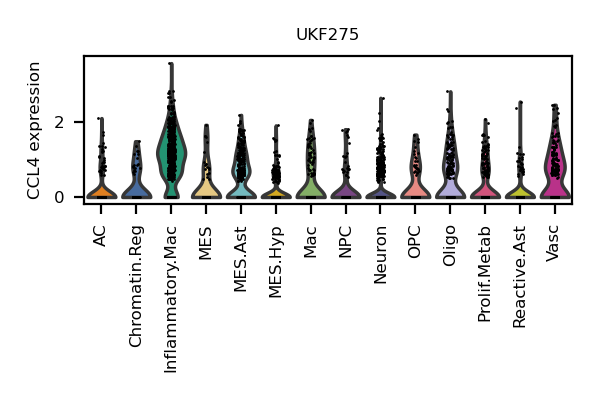 UKF275
CCL4 expression
2
0
AC
Chromatin.Reg
Inflammatory.Mac
MES
MES.Ast
MES.Hyp
Mac
NPC
Neuron
OPC
Oligo
Prolif.Metab
Reactive.Ast
Vasc